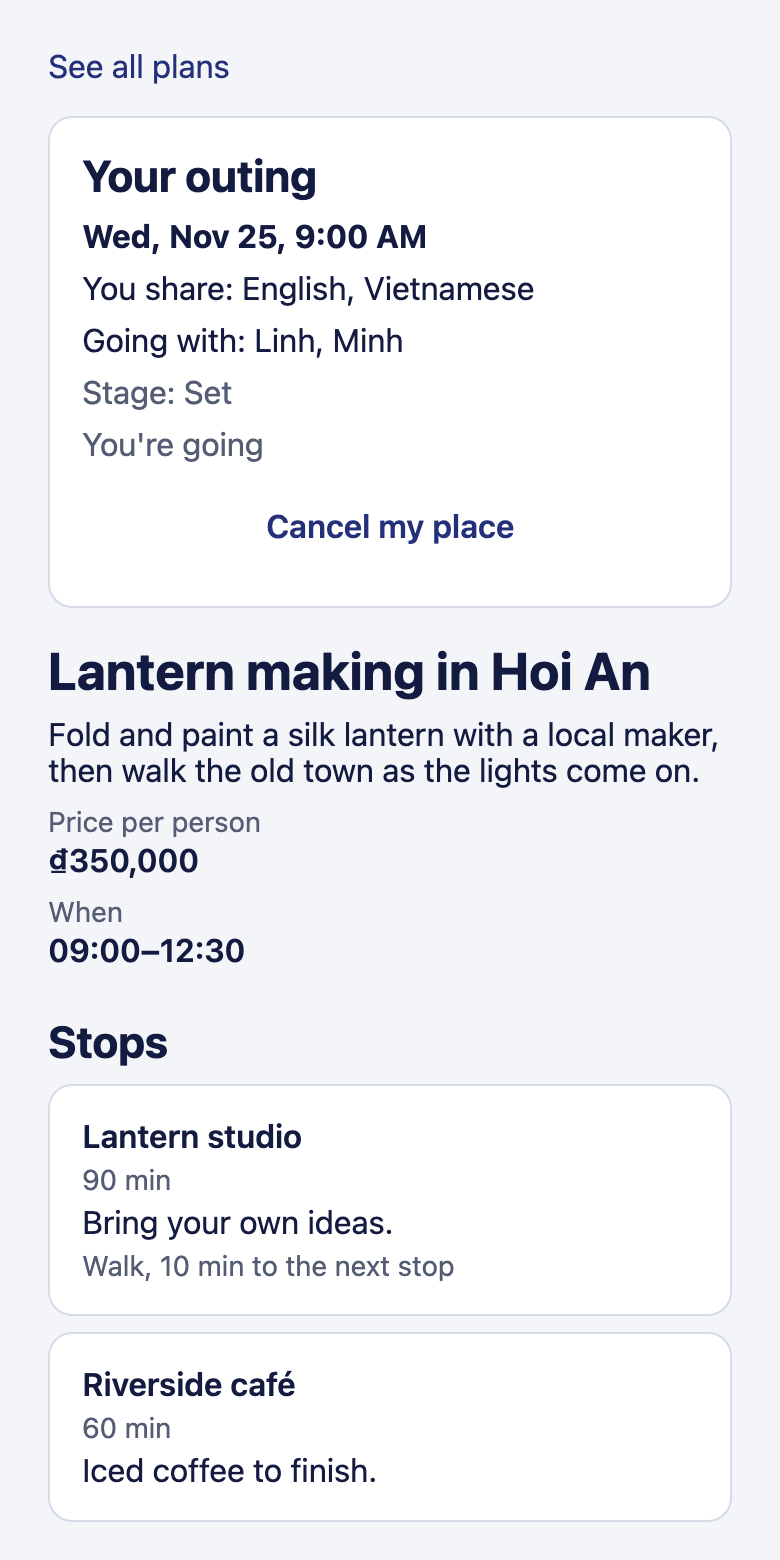 See all plans
Your outing
Wed, Nov 25, 9:00 AM
You share: English, Vietnamese
Going with: Linh, Minh
Stage: Set
You're going
Cancel my place
Lantern making in Hoi An
Fold and paint a silk lantern with a local maker,
then walk the old town as the lights come on.
Price per person
₫350,000
When
09:00–12:30
Stops
Lantern studio
90 min
Bring your own ideas.
Walk, 10 min to the next stop
Riverside café
60 min
Iced coffee to finish.